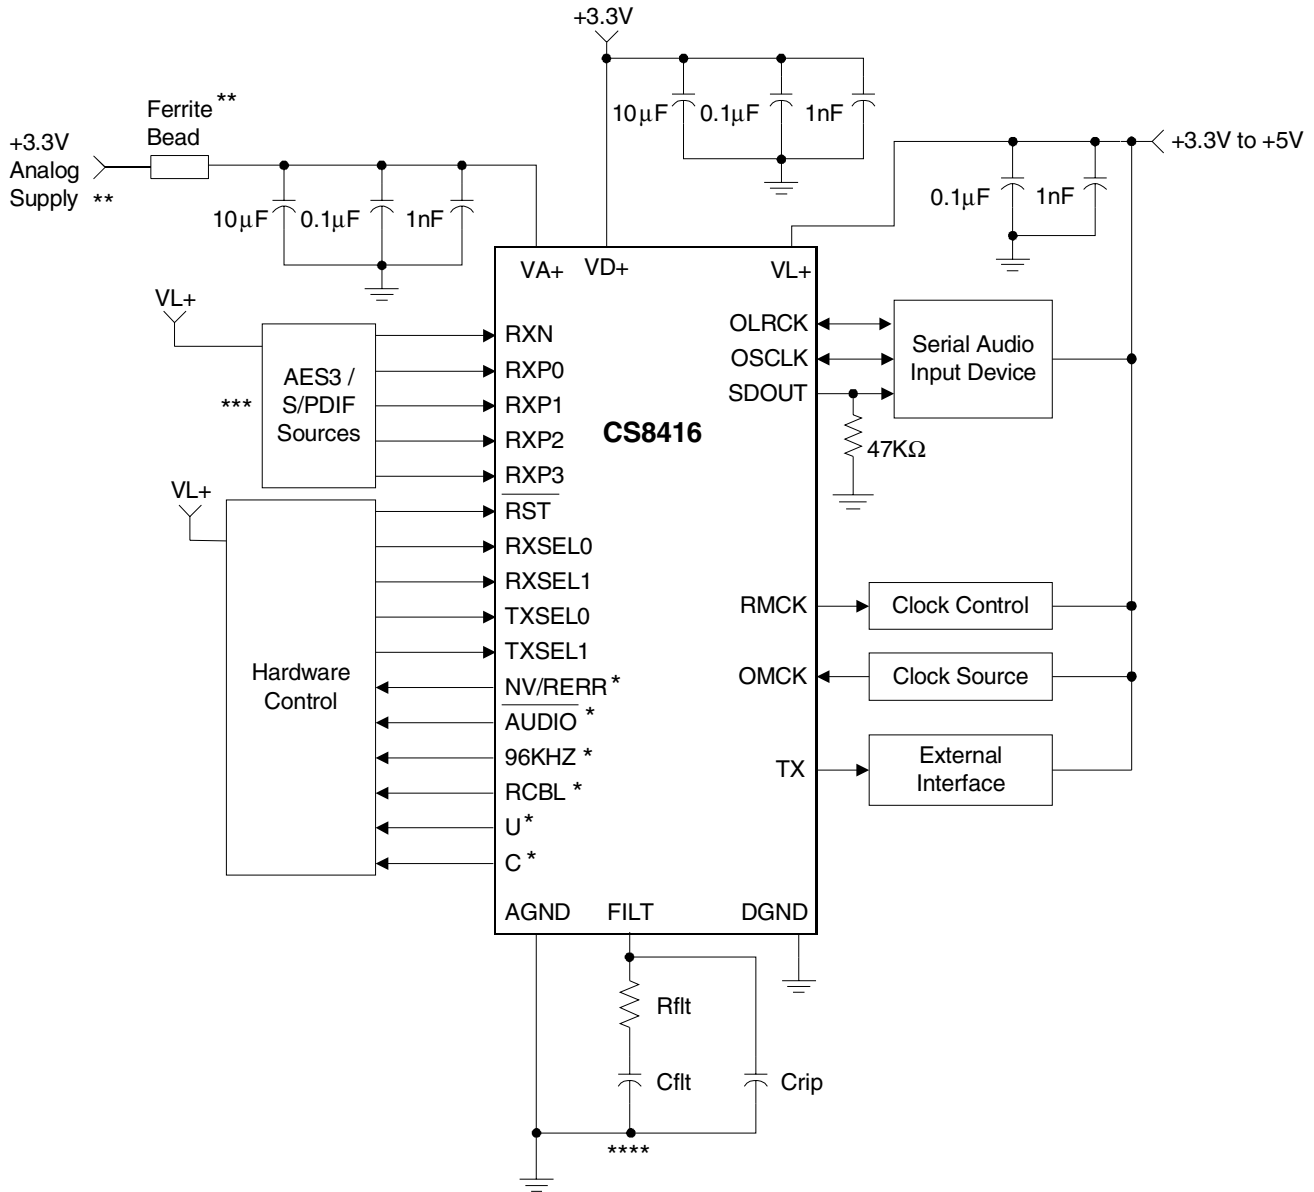 +3.3V
10µF 0.1µF 1nF
Ferrite **
Bead
+3.3V
Analog
Supply **
10µF 0.1µF 1nF
+3.3V to +5V
0.1µF 1nF
VA+ VD+ VL+
VL+
AES3 /
S/PDIF
Sources
***
RXN
RXP0
RXP1
RXP2
RXP3
VL+
Hardware
Control
RST
RXSEL0
RXSEL1
TXSEL0
TXSEL1
NV/RERR *
AUDIO *
96KHZ *
RCBL *
U *
C *
CS8416
OLRCK
OSCLK
SDOUT
Serial Audio
Input Device
47KΩ
RMCK
Clock Control
OMCK
Clock Source
TX
External
Interface
AGND FILT DGND
Rflt
Cflt
Crip
****